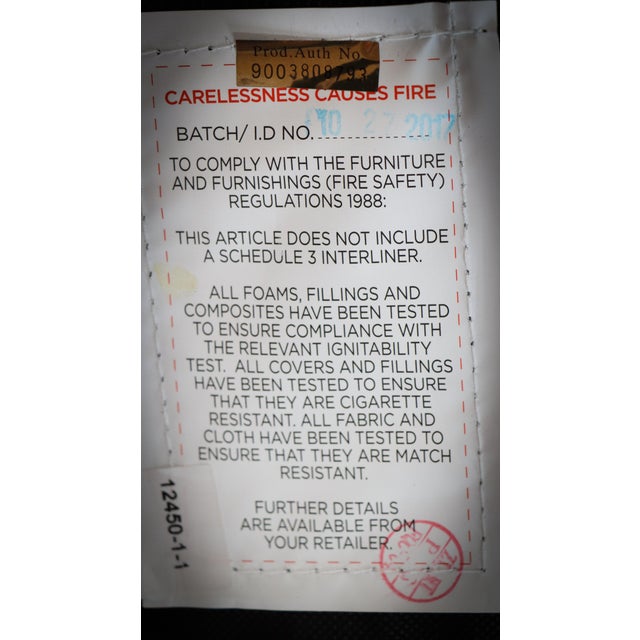 Prod.Auth No
9003808793
CARELESSNESS CAUSES FIRE
BATCH/ I.D NO. 10 27 2017
TO COMPLY WITH THE FURNITURE
AND FURNISHINGS (FIRE SAFETY)
REGULATIONS 1988:
THIS ARTICLE DOES NOT INCLUDE
A SCHEDULE 3 INTERLINER.
ALL FOAMS, FILLINGS AND
COMPOSITES HAVE BEEN TESTED
TO ENSURE COMPLIANCE WITH
THE RELEVANT IGNITABILITY
TEST. ALL COVERS AND FILLINGS
HAVE BEEN TESTED TO ENSURE
THAT THEY ARE CIGARETTE
RESISTANT. ALL FABRIC AND
CLOTH HAVE BEEN TESTED TO
ENSURE THAT THEY ARE MATCH
RESISTANT.
FURTHER DETAILS
ARE AVAILABLE FROM
YOUR RETAILER.
12450-1-1